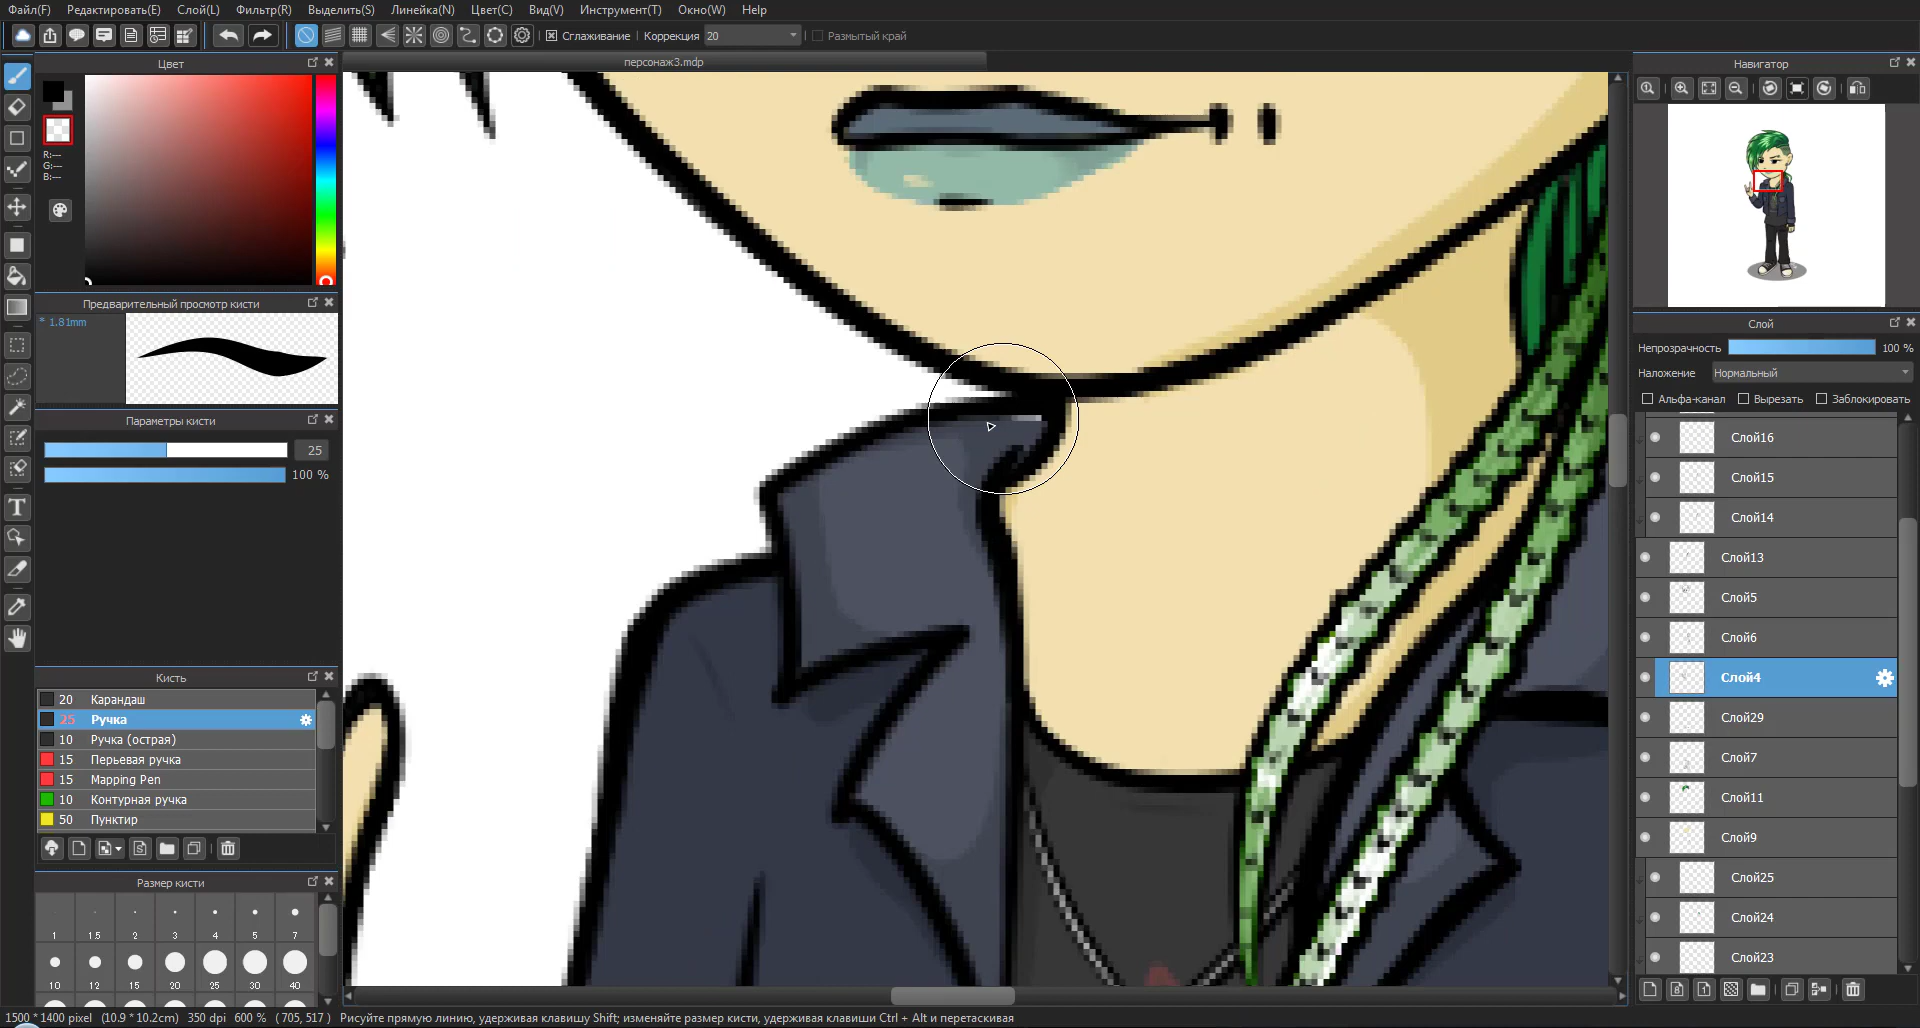 Файл(F) Редактировать(E) Слой(L) Фильтр(R) Выделить(S) Линейка(N) Цвет(C) Вид(V) Инструмент(T) Окно(W) Help
Сглаживание Коррекция 20 Размытый край
Цвет
персонаж3.mdp
Навигатор
R:---
G:---
B:---
Предварительный просмотр кисти
* 1.81mm
Параметры кисти
25
100 %
Кисть
20 Карандаш
25 Ручка
10 Ручка (острая)
15 Перьевая ручка
15 Mapping Pen
10 Контурная ручка
50 Пунктир
Размер кисти
1 1.5 2 3 4 5 7
10 12 15 20 25 30 40
Слой
Непрозрачность 100 %
Наложение Нормальный
Альфа-канал Вырезать Заблокировать
Слой16
Слой15
Слой14
Слой13
Слой5
Слой6
Слой4
Слой29
Слой7
Слой11
Слой9
Слой25
Слой24
Слой23
1500 * 1400 pixel (10.9 * 10.2cm) 350 dpi 600 % ( 705, 517 ) Рисуйте прямую линию, удерживая клавишу Shift; изменяйте размер кисти, удерживая клавиши Ctrl + Alt и перетаскивая